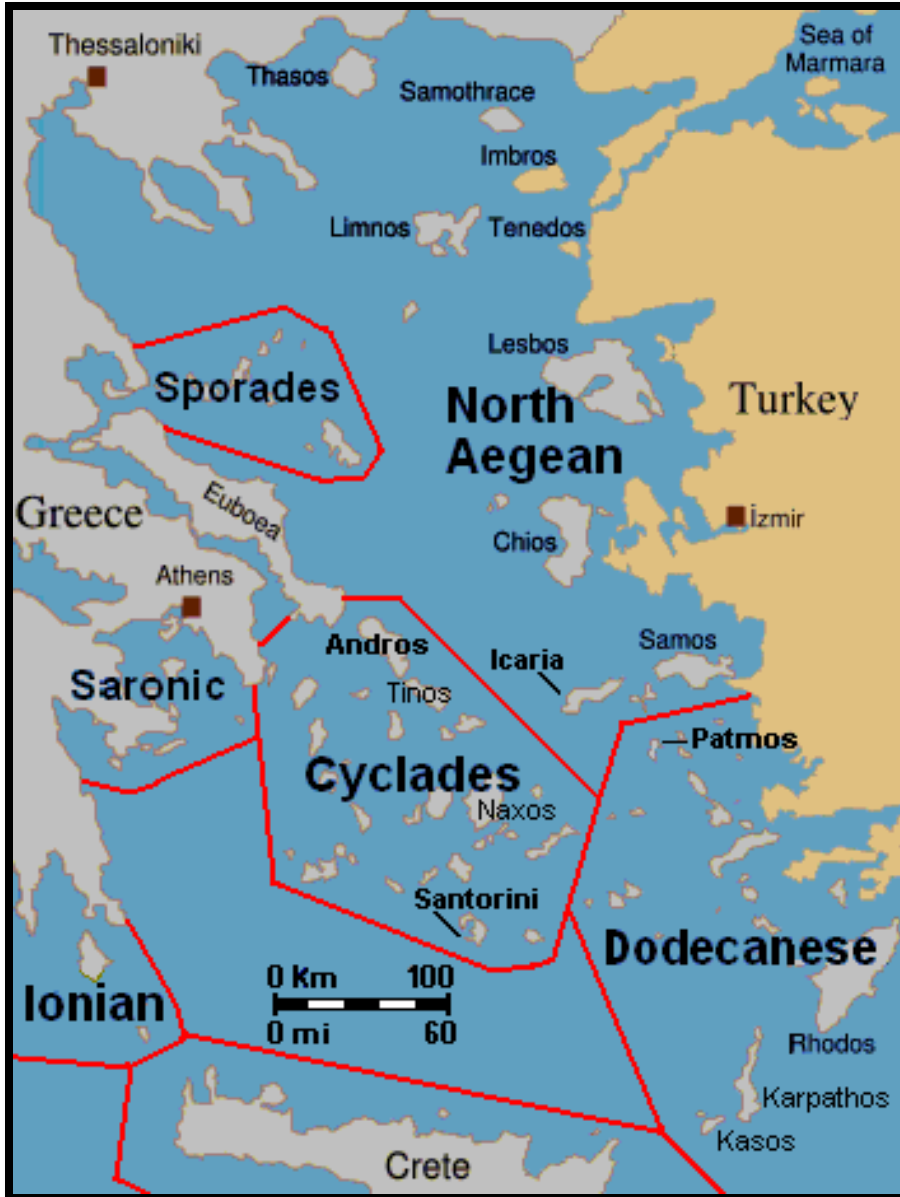 Thessaloniki
Sea of
Marmara
Thasos
Samothrace
Imbros
Limnos
Tenedos
Lesbos
Sporades
North
Aegean
Turkey
Euboea
Greece
Chios
İzmir
Athens
Andros
Icaria
Samos
Saronic
Tinos
Patmos
Cyclades
Naxos
Santorini
Dodecanese
0 Km 100
0 mi 60
Ionian
Rhodos
Karpathos
Kasos
Crete